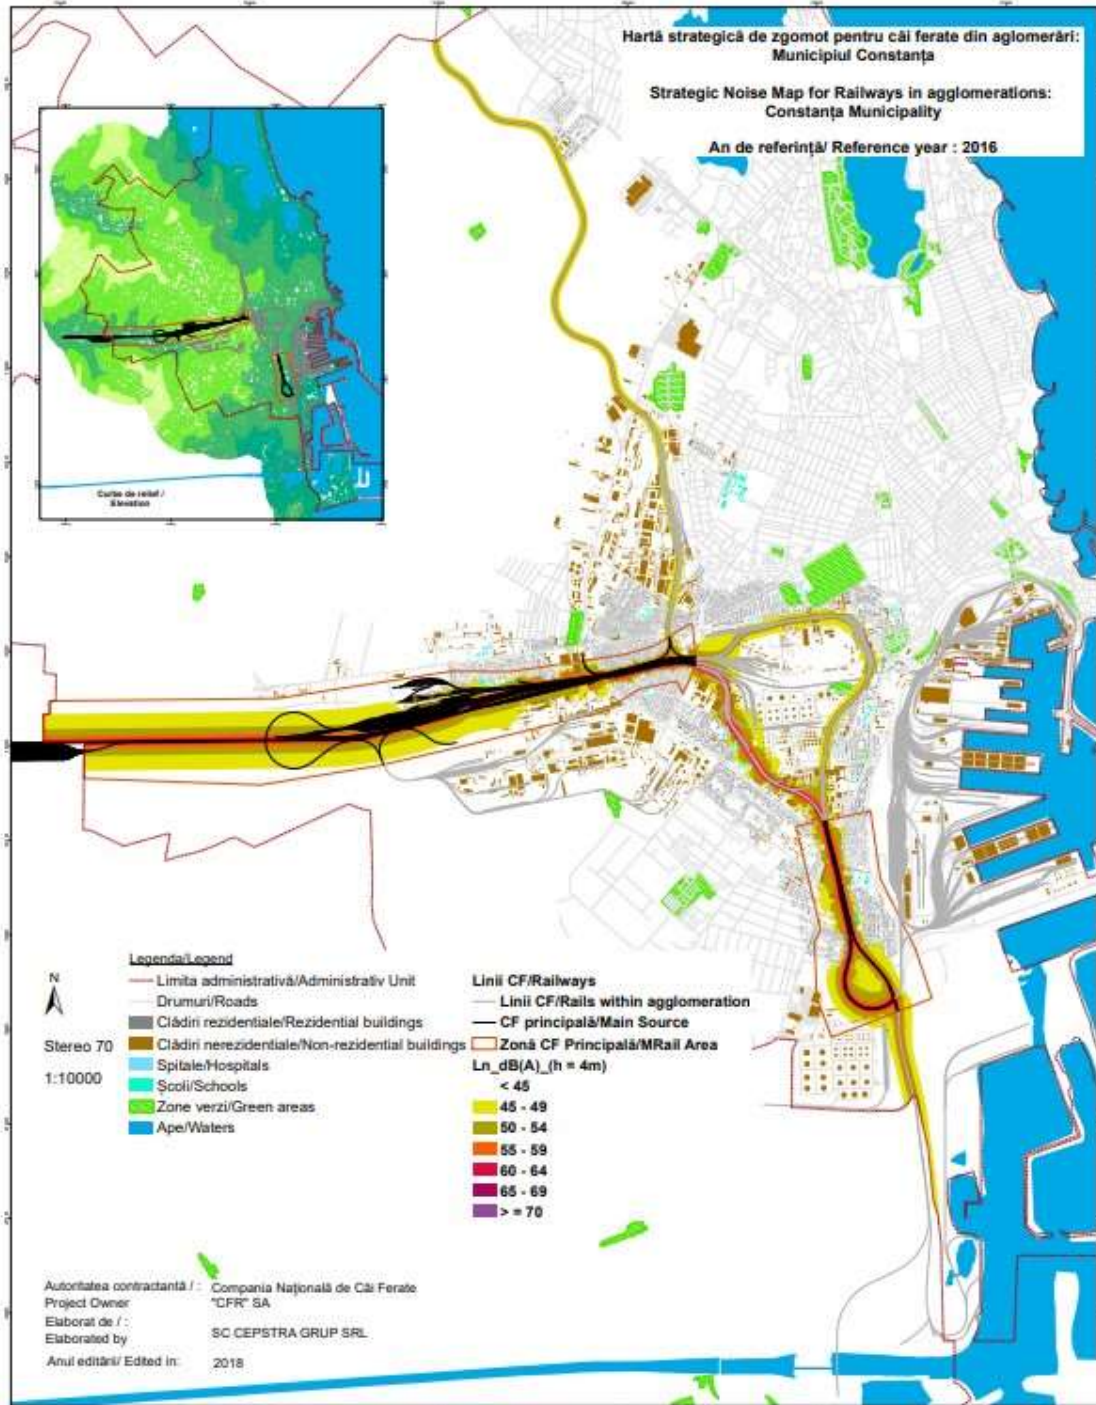 Hartă strategică de zgomot pentru căi ferate din aglomerări:
Municipiul Constanța
Strategic Noise Map for Railways in agglomerations:
Constanța Municipality
An de referință/ Reference year : 2016
Curbe de relief /
Elevation
N
Stereo 70
1:10000
Legenda/Legend
Limita administrativă/Administrativ Unit
Drumuri/Roads
Clădiri rezidentiale/Rezidential buildings
Clădiri nerezidentiale/Non-rezidential buildings
Spitale/Hospitals
Școli/Schools
Zone verzi/Green areas
Ape/Waters
Linii CF/Railways
Linii CF/Rails within agglomeration
CF principală/Main Source
Zonă CF Principală/MRail Area
Ln_dB(A)_(h = 4m)
< 45
45 - 49
50 - 54
55 - 59
60 - 64
65 - 69
> = 70
Autoritatea contractantă / : Compania Națională de Căi Ferate
Project Owner "CFR" SA
Elaborat de / :
Elaborated by SC CEPSTRA GRUP SRL
Anul editării/ Edited in: 2018